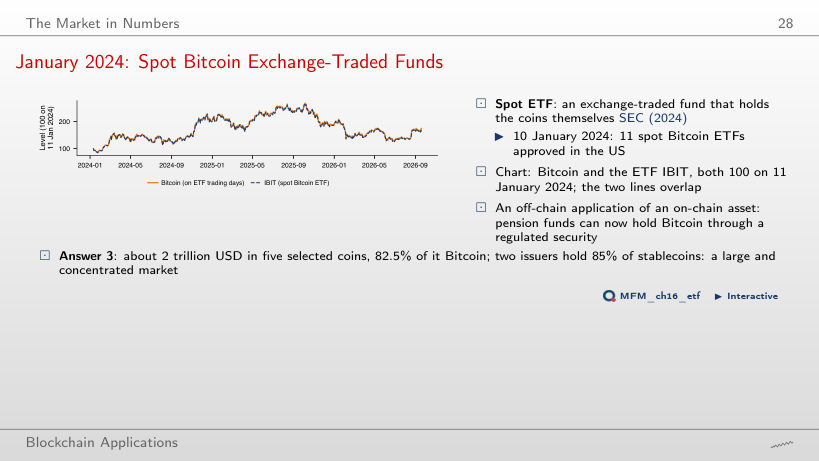 The Market in Numbers
28
January 2024: Spot Bitcoin Exchange-Traded Funds
Level (100 on
11 Jan 2024)
200
100
2024-01 2024-05 2024-09 2025-01 2025-05 2025-09 2026-01 2026-05 2026-09
Bitcoin (on ETF trading days) IBIT (spot Bitcoin ETF)
Spot ETF: an exchange-traded fund that holds
the coins themselves SEC (2024)
10 January 2024: 11 spot Bitcoin ETFs
approved in the US
Chart: Bitcoin and the ETF IBIT, both 100 on 11
January 2024; the two lines overlap
An off-chain application of an on-chain asset:
pension funds can now hold Bitcoin through a
regulated security
Answer 3: about 2 trillion USD in five selected coins, 82.5% of it Bitcoin; two issuers hold 85% of stablecoins: a large and
concentrated market
MFM_ch16_etf
Interactive
Blockchain Applications